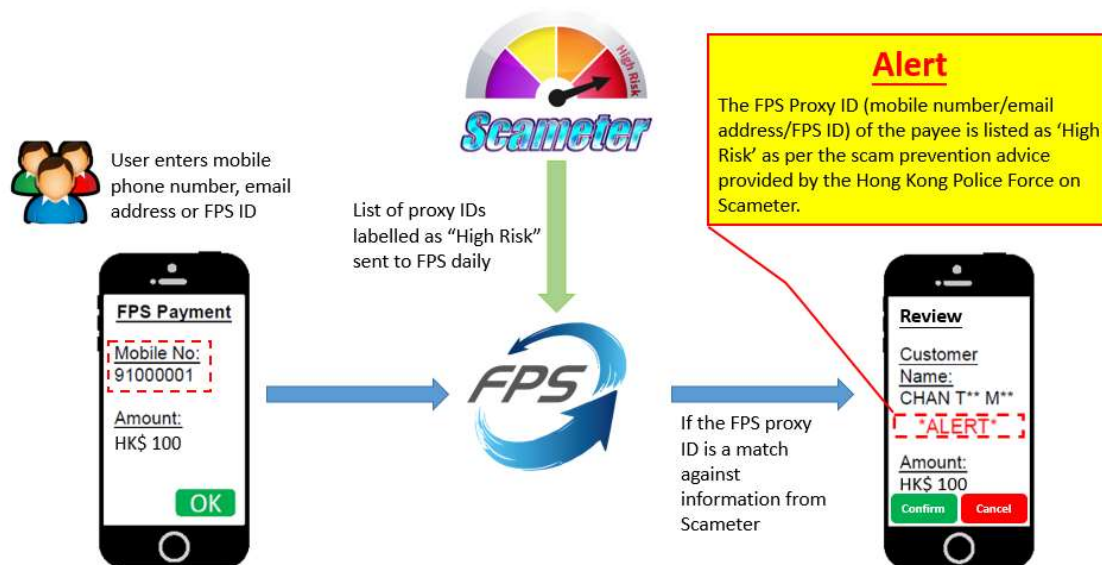 High Risk
Scameter
User enters mobile
phone number, email
address or FPS ID
List of proxy IDs
labelled as “High Risk”
sent to FPS daily
Alert
The FPS Proxy ID (mobile number/email
address/FPS ID) of the payee is listed as ‘High
Risk’ as per the scam prevention advice
provided by the Hong Kong Police Force on
Scameter.
FPS Payment
Mobile No:
91000001
Amount:
HK$ 100
OK
FPS
If the FPS proxy
ID is a match
against
information from
Scameter
Review
Customer
Name:
CHAN T** M**
*ALERT*
Amount:
HK$ 100
Confirm Cancel